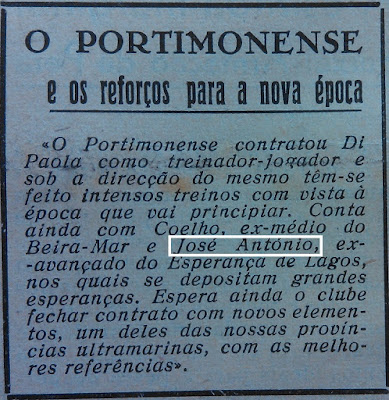 O PORTIMONENSE
e os reforços para a nova época
«O Portimonense contratou Di
Paola como treinador-jogador e
sob a direcção do mesmo têm-se
feito intensos treinos com vista à
época que vai principiar. Conta
ainda com Coelho, ex-médio do
Beira-Mar e José António, ex-
-avançado do Esperança de Lagos,
nos quais se depositam grandes
esperanças. Espera ainda o clube
fechar contrato com novos elemen-
tos, um deles das nossas provín-
cias ultramarinas, com as melho-
res referências».